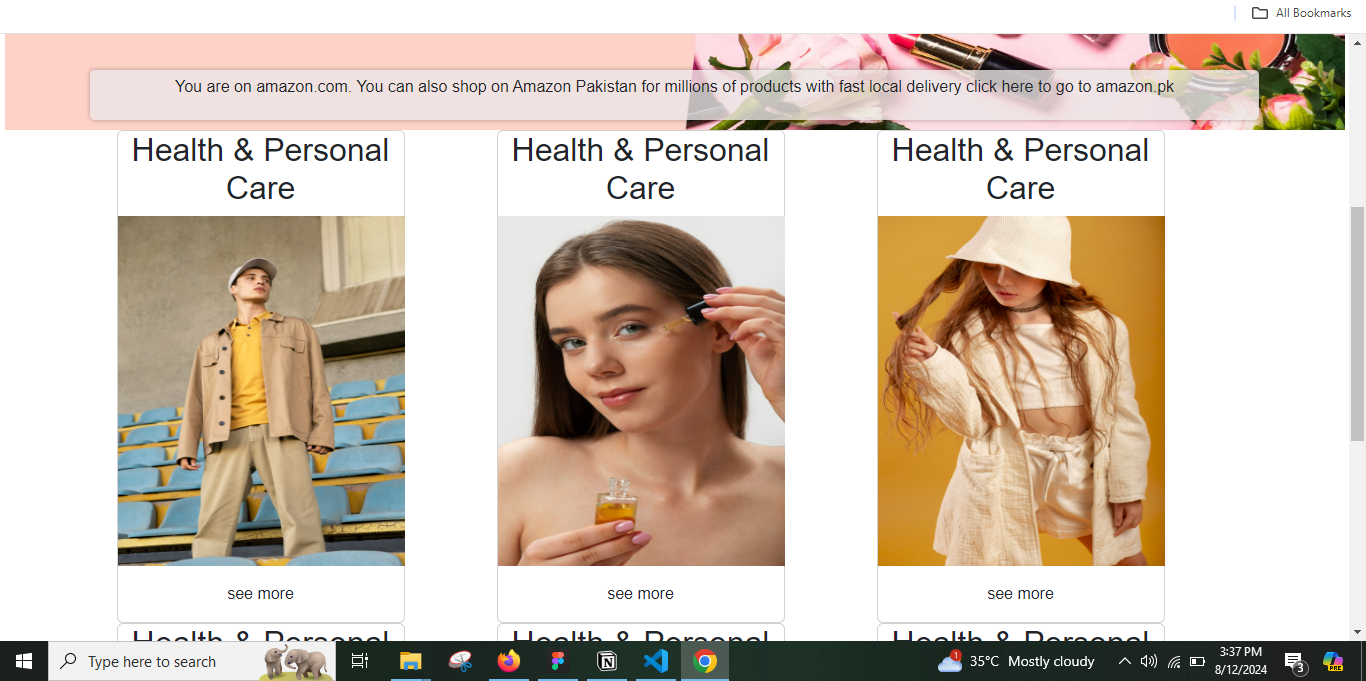 All Bookmarks
You are on amazon.com. You can also shop on Amazon Pakistan for millions of products with fast local delivery click here to go to amazon.pk
Health & Personal
Care
Health & Personal
Care
Health & Personal
Care
see more
see more
see more
Health & Personal
Health & Personal
Health & Personal
Type here to search
1
35°C Mostly cloudy
3:37 PM
8/12/2024
3
PRE